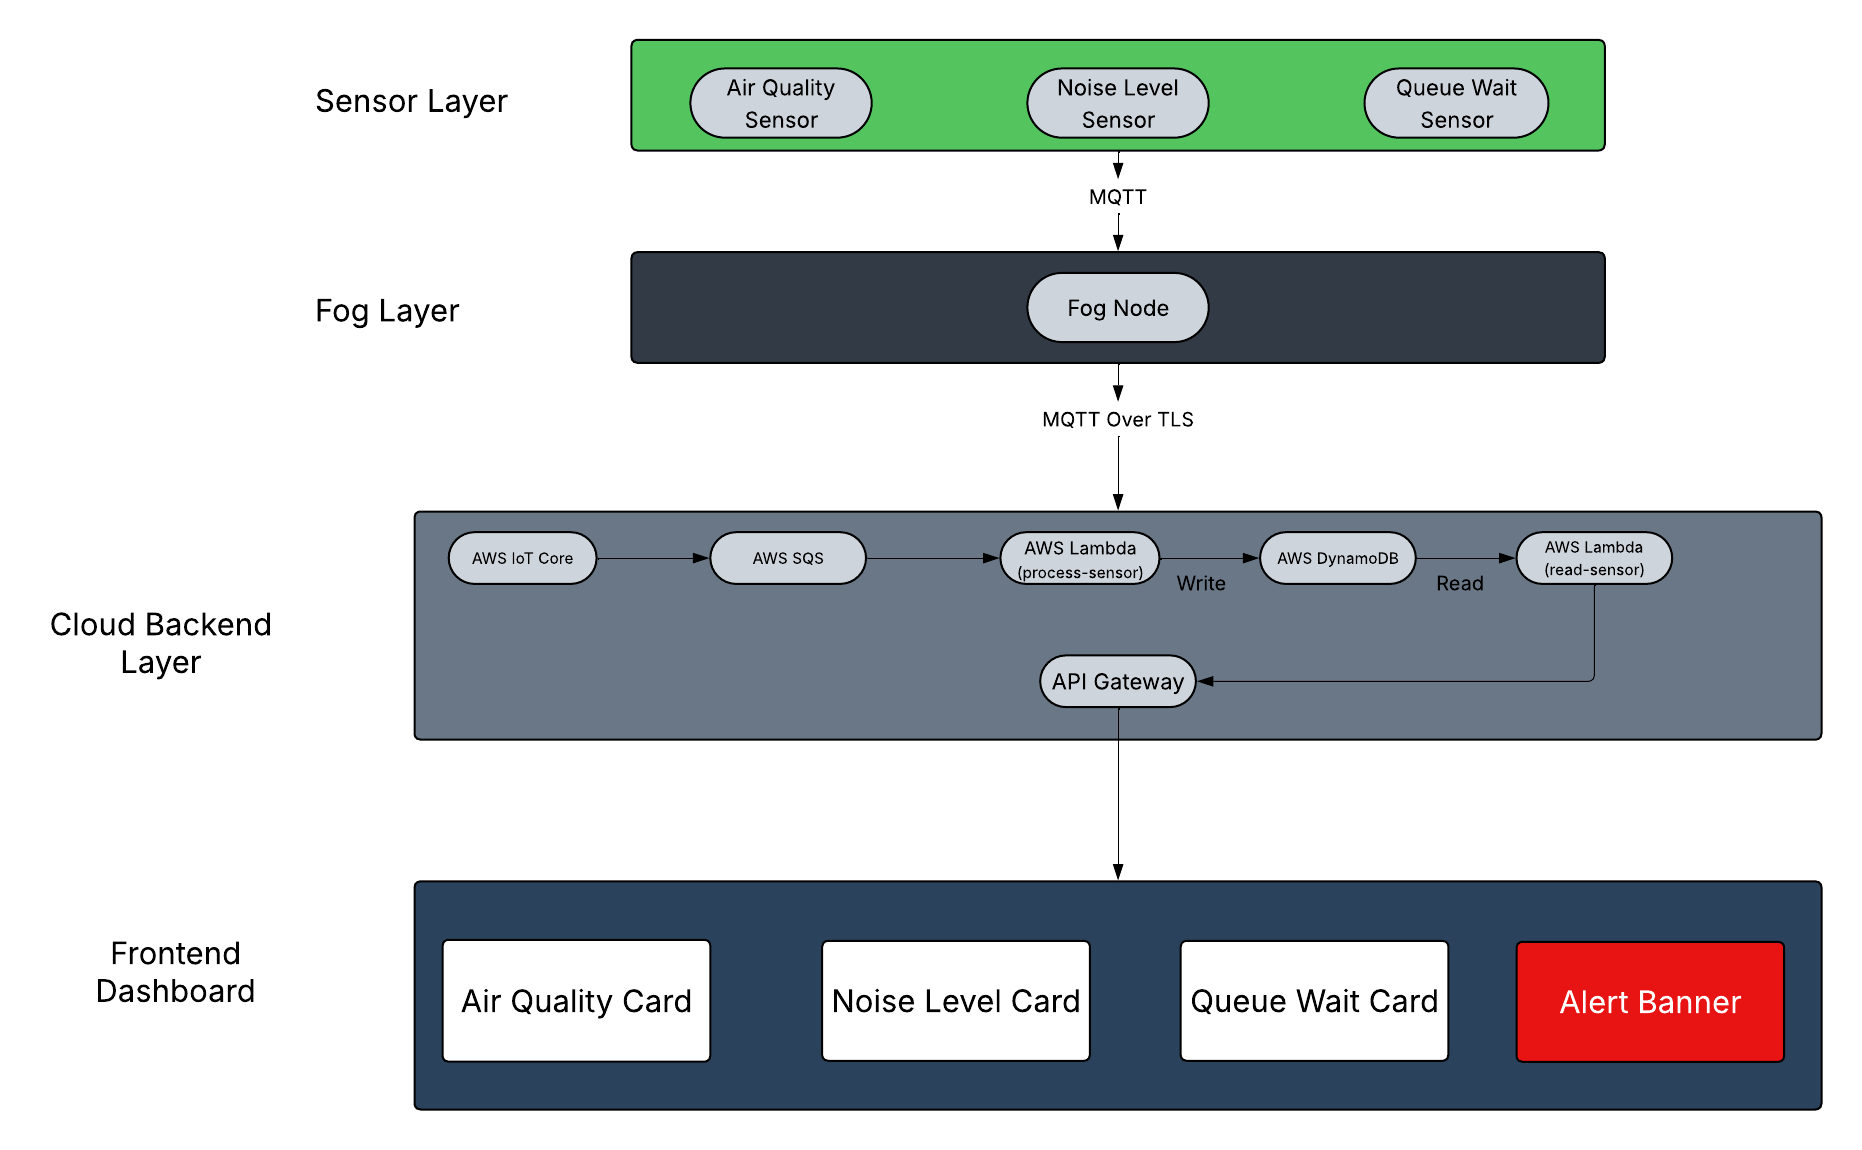 Sensor Layer
Air Quality
Sensor
Noise Level
Sensor
Queue Wait
Sensor
MQTT
Fog Layer
Fog Node
MQTT Over TLS
Cloud Backend
Layer
AWS IoT Core
AWS SQS
AWS Lambda
(process-sensor)
Write
AWS DynamoDB
Read
AWS Lambda
(read-sensor)
API Gateway
Frontend
Dashboard
Air Quality Card
Noise Level Card
Queue Wait Card
Alert Banner